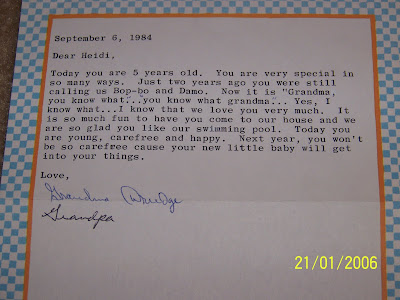 September 6, 1984
Dear Heidi,
Today you are 5 years old. You are very special in
so many ways. Just two years ago you were still
calling us Bop-bo and Damo. Now it is "Grandma,
you know what...you know what grandma... Yes, I
know what...I know that we love you very much. It
is so much fun to have you come to our house and we
are so glad you like our swimming pool. Today you
are young, carefree and happy. Next year, you won't
be so carefree cause your new little baby will get
into your things.
Love,
Grandma
Grandpa
21/01/2006